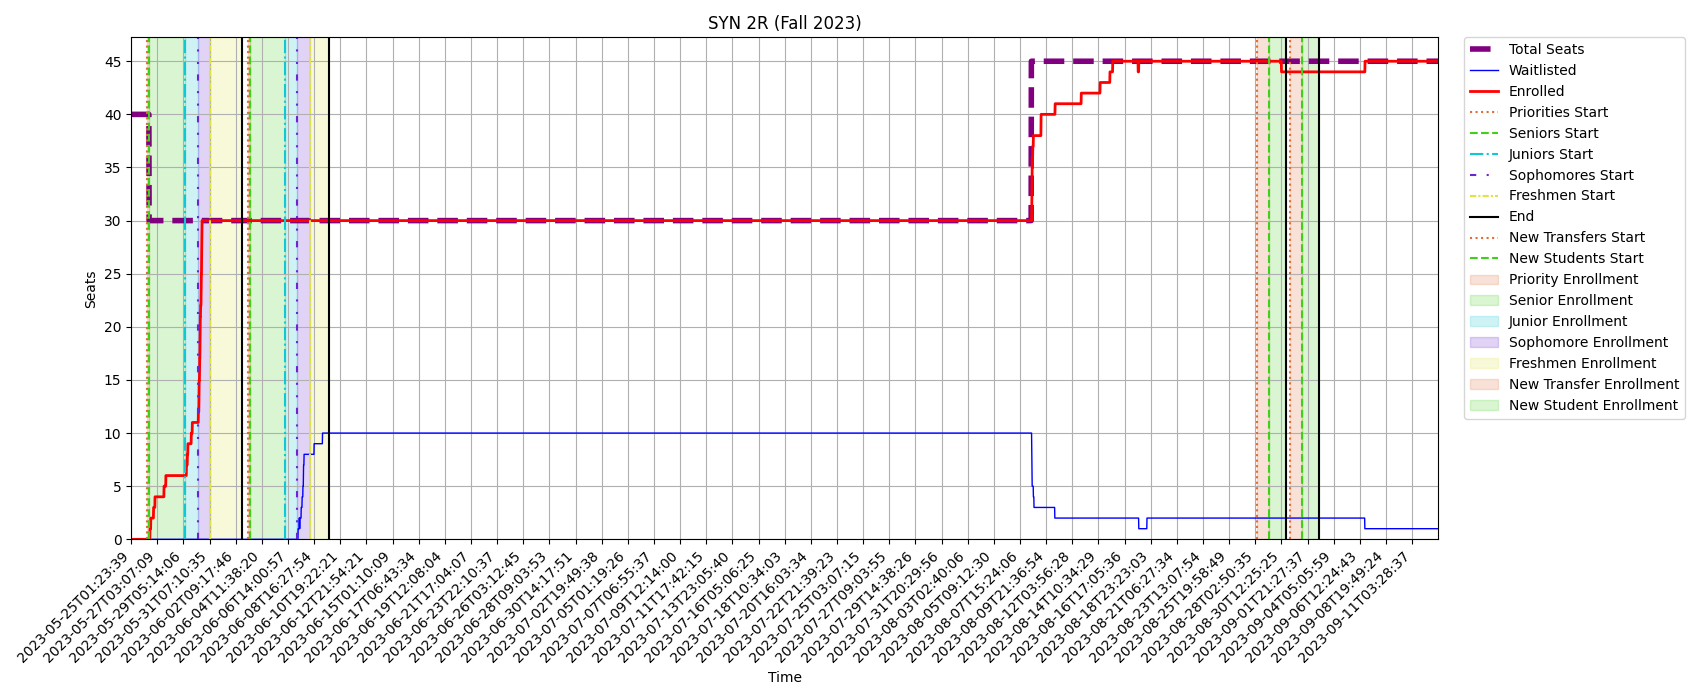 SYN 2R (Fall 2023)
Seats
45
40
35
30
25
20
15
10
5
0
2023-05-25T01:23:39
2023-05-27T03:07:09
2023-05-29T05:14:06
2023-05-31T07:10:35
2023-06-02T09:17:46
2023-06-04T11:38:20
2023-06-06T14:00:57
2023-06-08T16:27:54
2023-06-10T19:22:21
2023-06-12T21:54:21
2023-06-15T01:10:09
2023-06-17T06:43:34
2023-06-19T12:08:04
2023-06-21T17:04:07
2023-06-23T22:10:37
2023-06-26T03:12:45
2023-06-28T09:03:53
2023-06-30T14:17:51
2023-07-02T19:49:38
2023-07-05T01:19:26
2023-07-07T06:55:37
2023-07-09T12:14:00
2023-07-11T17:42:15
2023-07-13T23:05:40
2023-07-16T05:06:25
2023-07-18T10:34:03
2023-07-20T16:03:34
2023-07-22T21:39:23
2023-07-25T03:07:15
2023-07-27T09:03:55
2023-07-29T14:38:26
2023-07-31T20:29:56
2023-08-03T02:40:06
2023-08-05T09:12:30
2023-08-07T15:24:06
2023-08-09T21:36:54
2023-08-12T03:56:28
2023-08-14T10:34:29
2023-08-16T17:05:36
2023-08-18T23:23:03
2023-08-21T06:27:34
2023-08-23T13:07:54
2023-08-25T19:58:49
2023-08-28T02:50:35
2023-08-30T12:25:25
2023-09-01T21:27:37
2023-09-04T05:05:59
2023-09-06T12:24:43
2023-09-08T19:49:24
2023-09-11T03:28:37
Time
Total Seats
Waitlisted
Enrolled
Priorities Start
Seniors Start
Juniors Start
Sophomores Start
Freshmen Start
End
New Transfers Start
New Students Start
Priority Enrollment
Senior Enrollment
Junior Enrollment
Sophomore Enrollment
Freshmen Enrollment
New Transfer Enrollment
New Student Enrollment